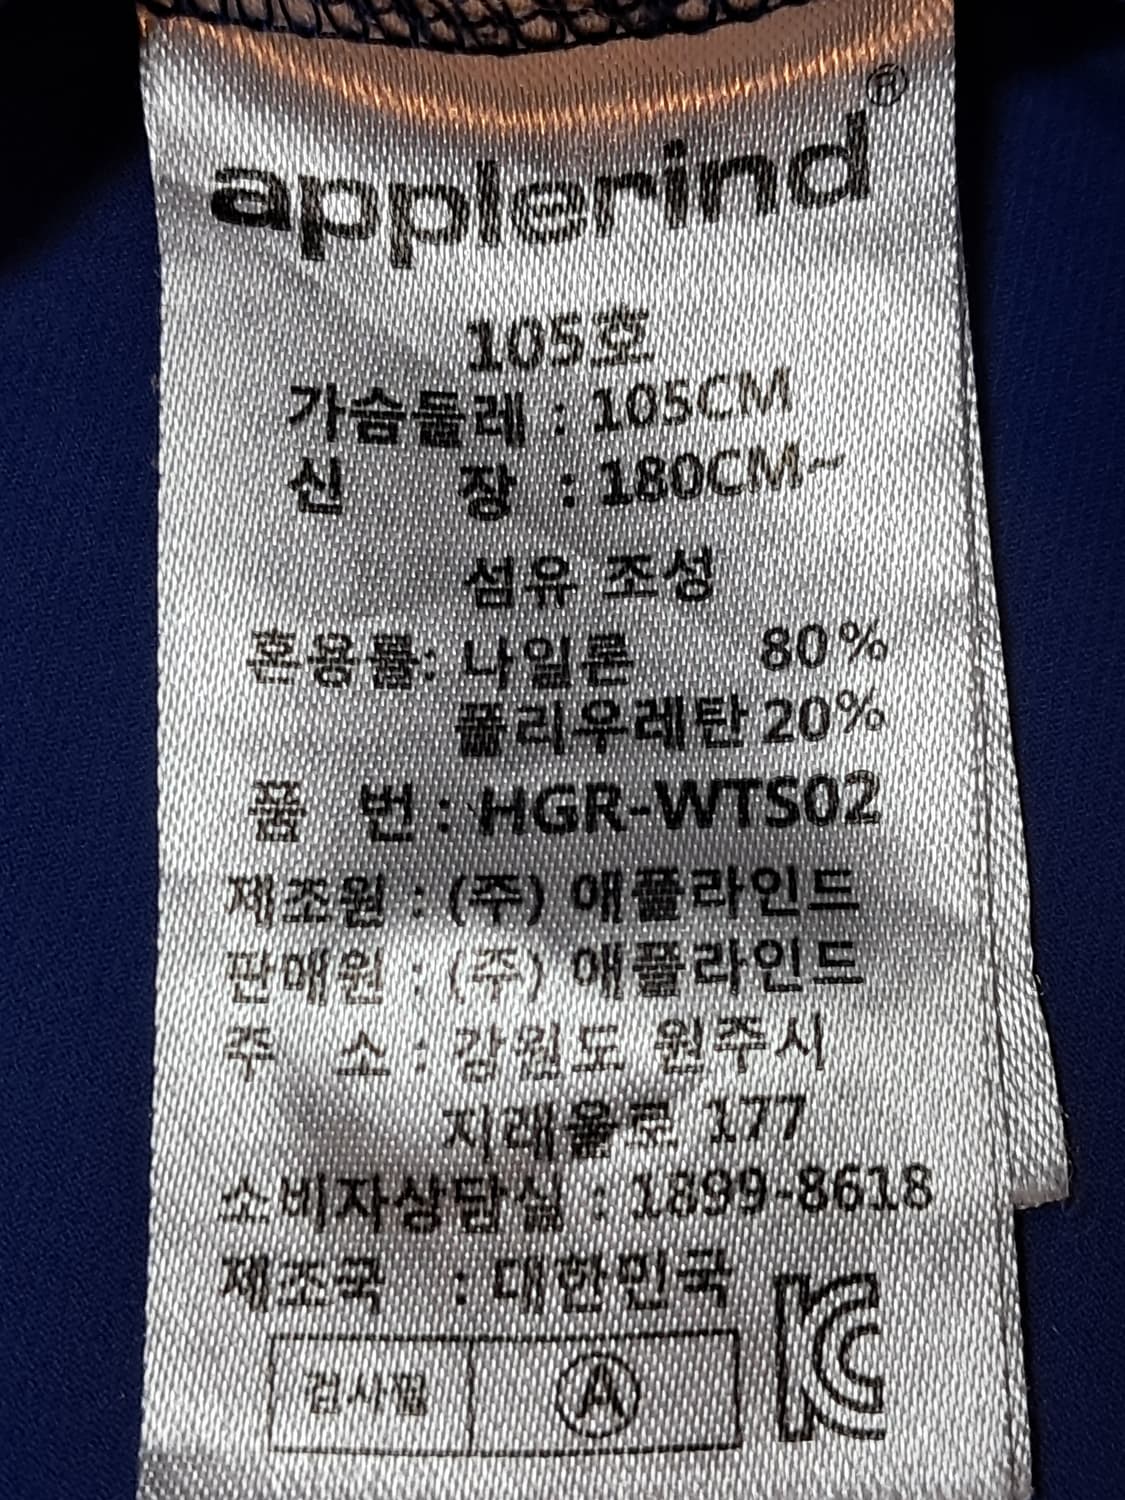 applerind®
105호
가슴둘레 : 105CM
신 장 : 180CM~
섬유 조성
혼용률: 나일론 80%
폴리우레탄 20%
품 번 : HGR-WTS02
제조원 : (주) 애플라인드
판매원 : (주) 애플라인드
주 소 : 강원도 원주시
지래울로 177
소비자상담실 : 1899-8618
제조국 : 대한민국
검사필 Ⓐ
KC